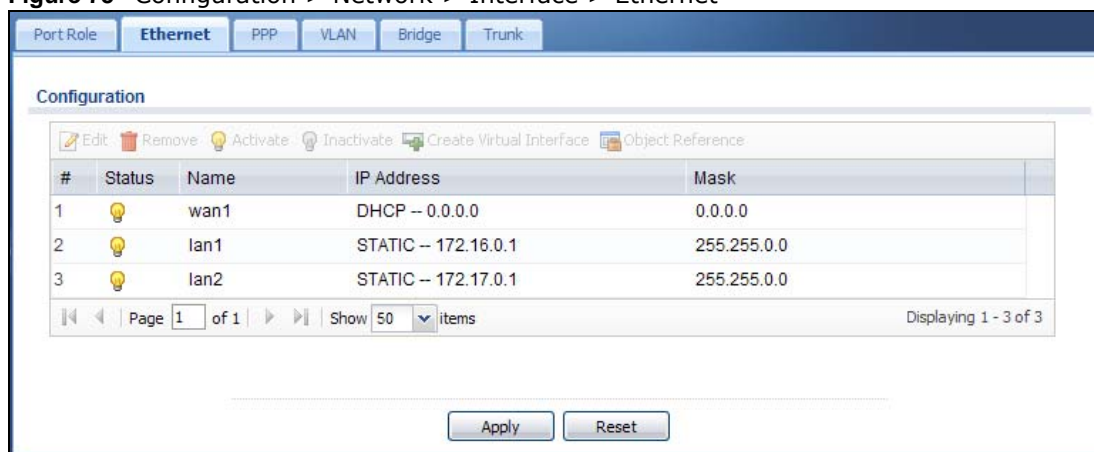 Figure 70 Configuration > Network > Interface > Ethernet
Port Role Ethernet PPP VLAN Bridge Trunk
Configuration
Edit Remove Activate Inactivate Create Virtual Interface Object Reference
# Status Name IP Address Mask
1 wan1 DHCP -- 0.0.0.0 0.0.0.0
2 lan1 STATIC -- 172.16.0.1 255.255.0.0
3 lan2 STATIC -- 172.17.0.1 255.255.0.0
Page 1 of 1 Show 50 items Displaying 1 - 3 of 3
Apply Reset